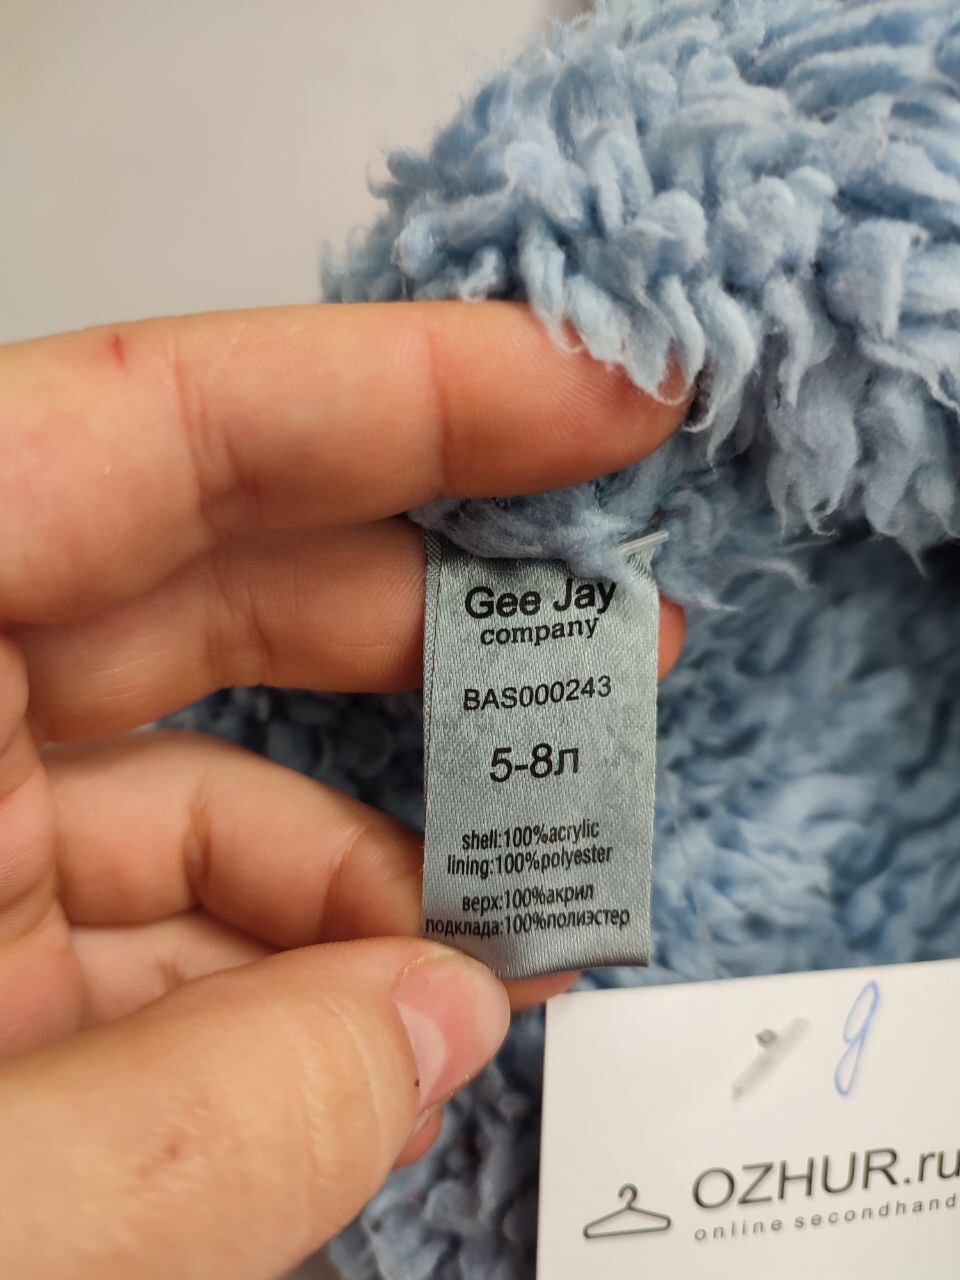 Gee Jay
company
BAS000243
5-8л
shell:100%acrylic
lining:100%polyester
верх:100%акрил
подклада:100%полиэстер
g
OZHUR.ru
online secondhand